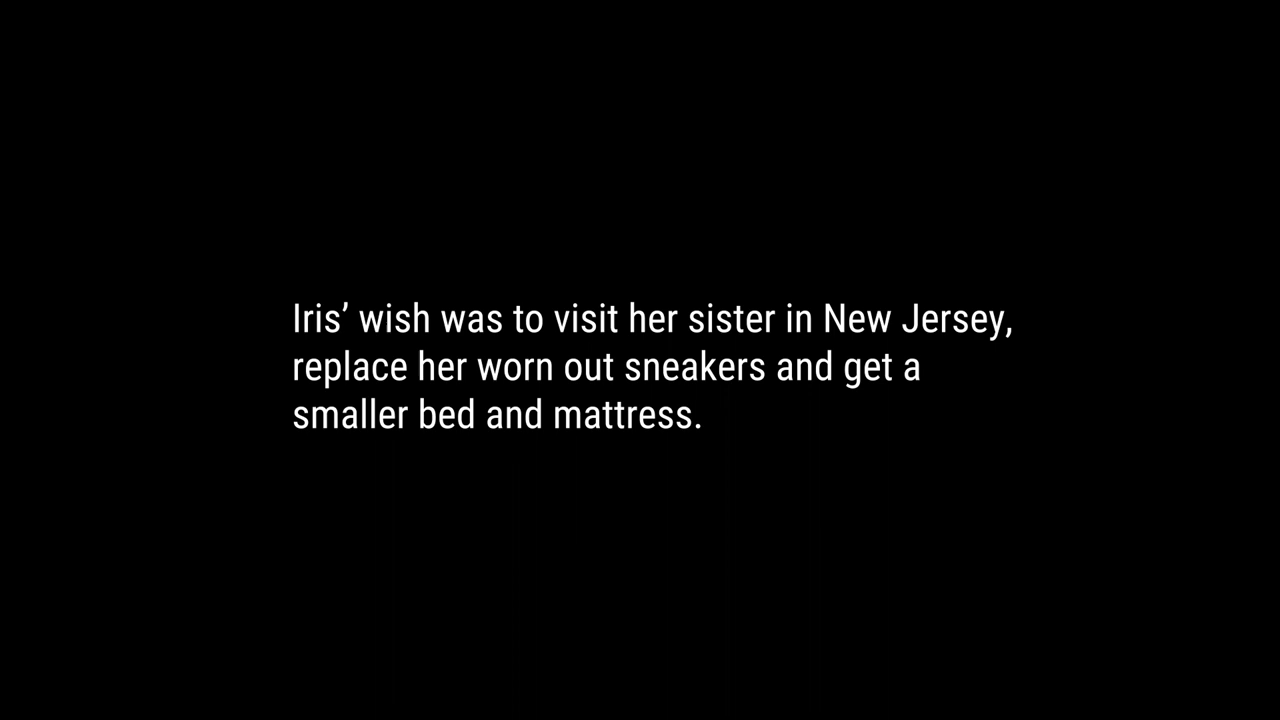 Iris’ wish was to visit her sister in New Jersey,
replace her worn out sneakers and get a
smaller bed and mattress.